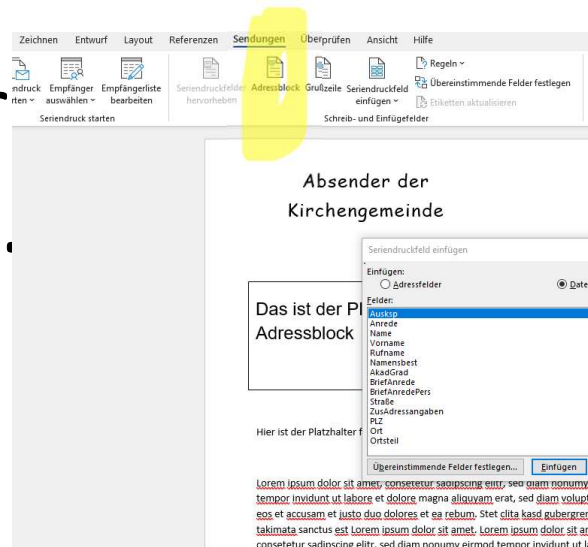 Zeichnen Entwurf Layout Referenzen Sendungen Überprüfen Ansicht Hilfe
Empfänger auswählen
Empfängerliste bearbeiten
Seriendruckfelder hervorheben
Adressblock
Grußzeile
Seriendruckfeld einfügen
Regeln
Übereinstimmende Felder festlegen
Etiketten aktualisieren
Seriendruck starten
Schreib- und Einfügefelder
Absender der
Kirchengemeinde
Seriendruckfeld einfügen
Einfügen:
Adressfelder
Felder:
Ausksp
Anrede
Name
Vorname
Rufname
Namensbest
AkadGrad
BriefAnrede
BriefAnredePers
Straße
ZusAdressangaben
PLZ
Ort
Ortsteil
Übereinstimmende Felder festlegen... Einfügen
Das ist der Pl
Adressblock
Hier ist der Platzhalter f
Lorem ipsum dolor sit amet, consetetur sadipscing elitr, sed diam nonumy
tempor invidunt ut labore et dolore magna aliquyam erat, sed diam volupt
eos et accusam et justo duo dolores et ea rebum. Stet clita kasd gubergren
takimata sanctus est Lorem ipsum dolor sit amet. Lorem ipsum dolor sit am
consetetur sadipscing elitr, sed diam nonumy eirmod tempor invidunt ut la